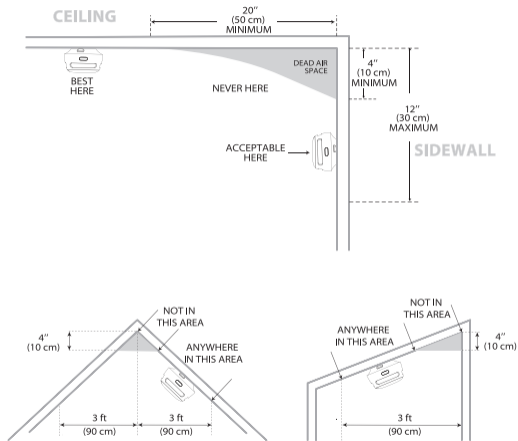 CEILING
20"
(50 cm)
MINIMUM
DEAD AIR
SPACE
4"
(10 cm)
MINIMUM
BEST
HERE
NEVER HERE
12"
(30 cm)
MAXIMUM
ACCEPTABLE
HERE
SIDEWALL
NOT IN
THIS AREA
4"
(10 cm)
ANYWHERE
IN THIS AREA
3 ft
(90 cm)
3 ft
(90 cm)
NOT IN
THIS AREA
ANYWHERE
IN THIS AREA
4"
(10 cm)
3 ft
(90 cm)